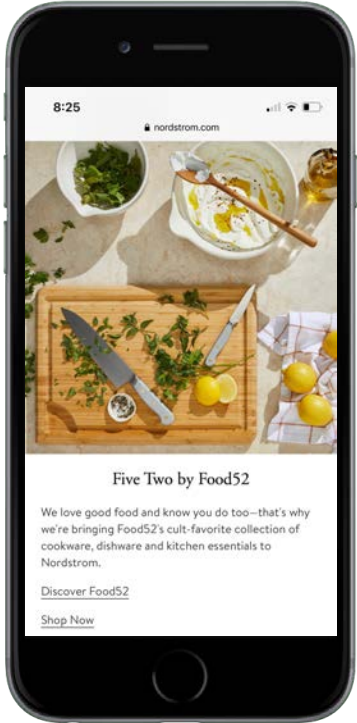 8:25
nordstrom.com
Five Two by Food52
We love good food and know you do too—that's why
we're bringing Food52's cult-favorite collection of
cookware, dishware and kitchen essentials to
Nordstrom.
Discover Food52
Shop Now